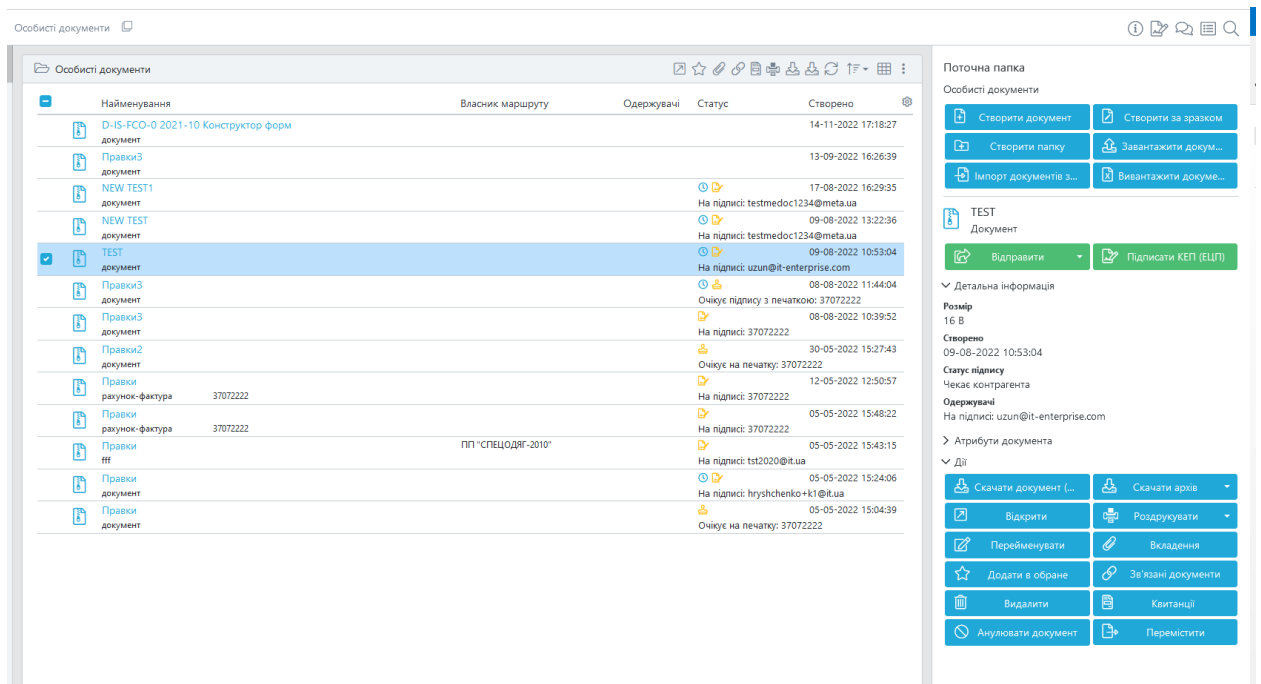 Особисті документи
Особисті документи
Найменування Власник маршруту Одержувачі Статус Створено
D-IS-FCO-0 2021-10 Конструктор форм 14-11-2022 17:18:27
документ
Правки3 13-09-2022 16:26:39
документ
NEW TEST1 17-08-2022 16:29:35
документ На підписі: testmedoc1234@meta.ua
NEW TEST 09-08-2022 13:22:36
документ На підписі: testmedoc1234@meta.ua
TEST 09-08-2022 10:53:04
документ На підписі: uzun@it-enterprise.com
Правки3 08-08-2022 11:44:04
документ Очікує підпису з печаткою: 37072222
Правки3 08-08-2022 10:39:52
документ На підписі: 37072222
Правки2 30-05-2022 15:27:43
документ Очікує на печатку: 37072222
Правки 12-05-2022 12:50:57
рахунок-фактура 37072222 На підписі: 37072222
Правки 05-05-2022 15:48:22
рахунок-фактура 37072222 На підписі: 37072222
Правки ПП "СПЕЦОДЯГ-2010" 05-05-2022 15:43:15
fff На підписі: tst2020@it.ua
Правки 05-05-2022 15:24:06
документ На підписі: hryshchenko+k1@it.ua
Правки 05-05-2022 15:04:39
документ Очікує на печатку: 37072222
Поточна папка
Особисті документи
Створити документ Створити за зразком
Створити папку Завантажити докум...
Імпорт документів з... Вивантажити докуме...
TEST
Документ
Відправити Підписати КЕП (ЕЦП)
Детальна інформація
Розмір
16 В
Створено
09-08-2022 10:53:04
Статус підпису
Чекає контрагента
Одержувачі
На підписі: uzun@it-enterprise.com
Атрибути документа
Дії
Скачати документ (... Скачати архів
Відкрити Роздрукувати
Перейменувати Вкладення
Додати в обране Зв'язані документи
Видалити Квитанції
Анулювати документ Перемістити